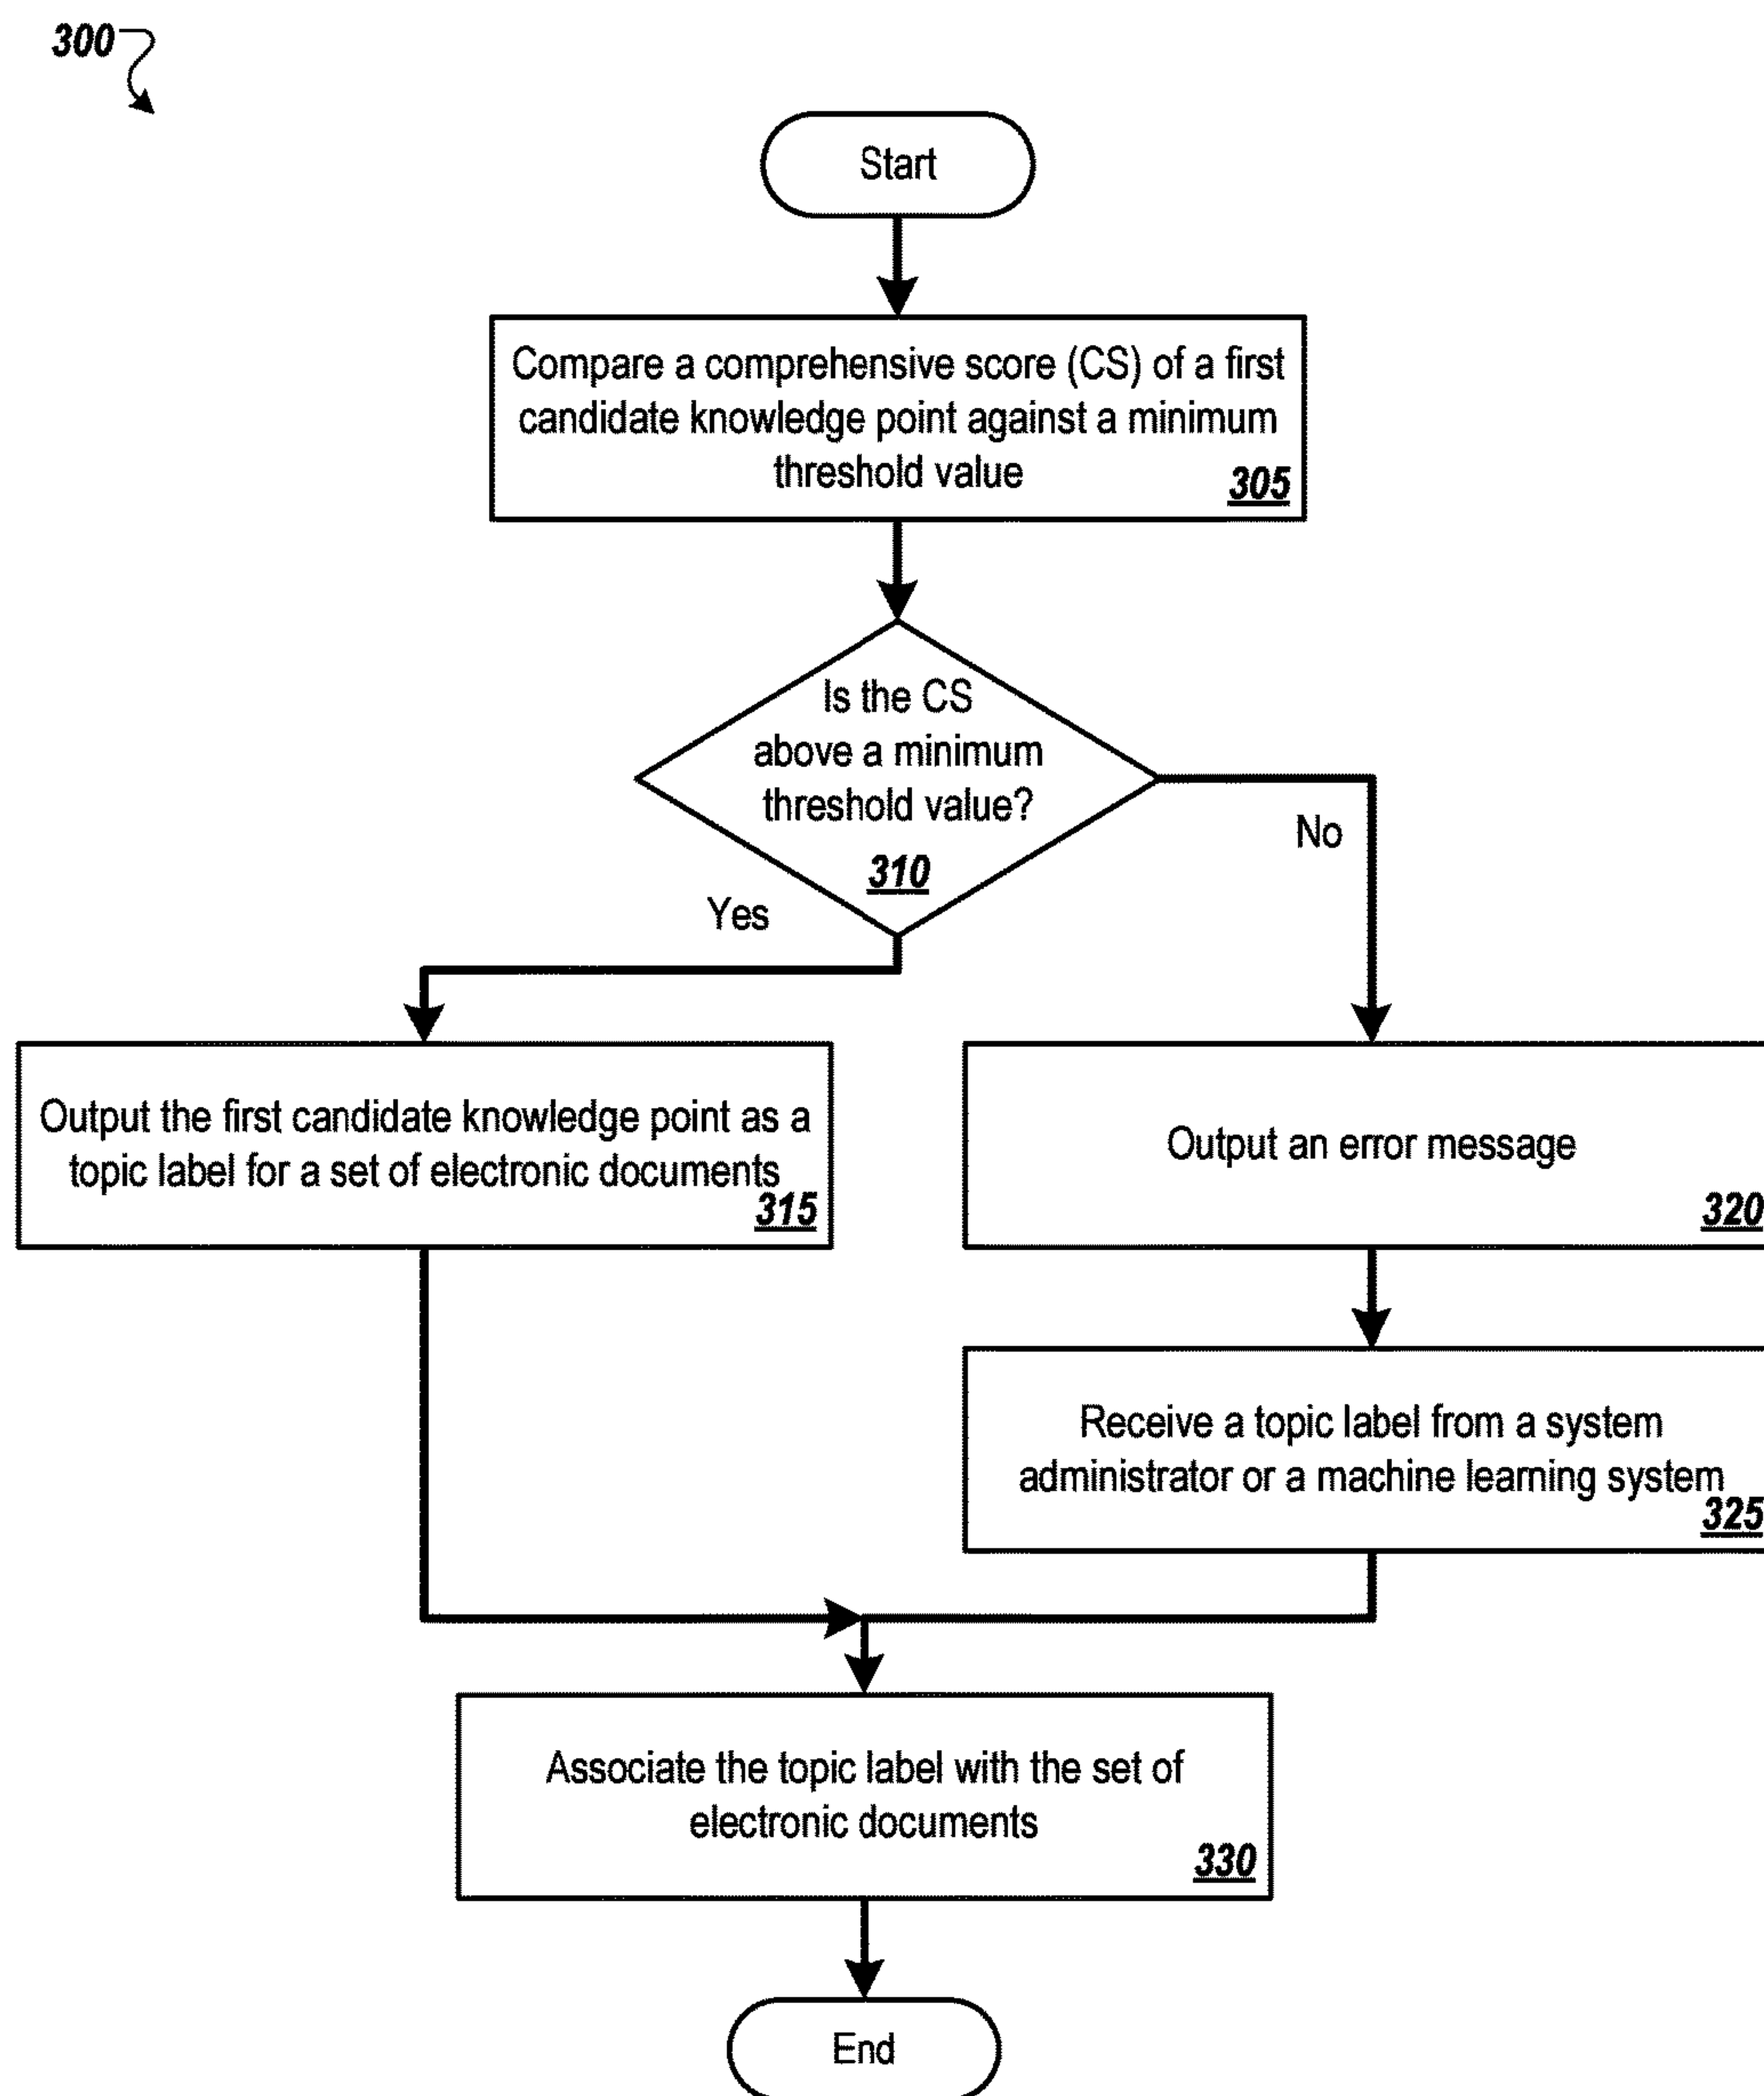 300
Start
Compare a comprehensive score (CS) of a first
candidate knowledge point against a minimum
threshold value
305
Is the CS
above a minimum
threshold value?
310
Yes
No
Output the first candidate knowledge point as a
topic label for a set of electronic documents
315
Output an error message
320
Receive a topic label from a system
administrator or a machine learning system
325
Associate the topic label with the set of
electronic documents
330
End